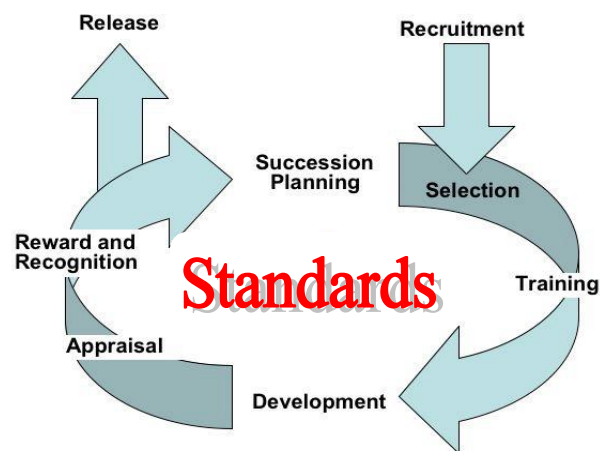 Release
Recruitment
Succession
Planning
Selection
Reward and
Recognition
Standards
Training
Appraisal
Development